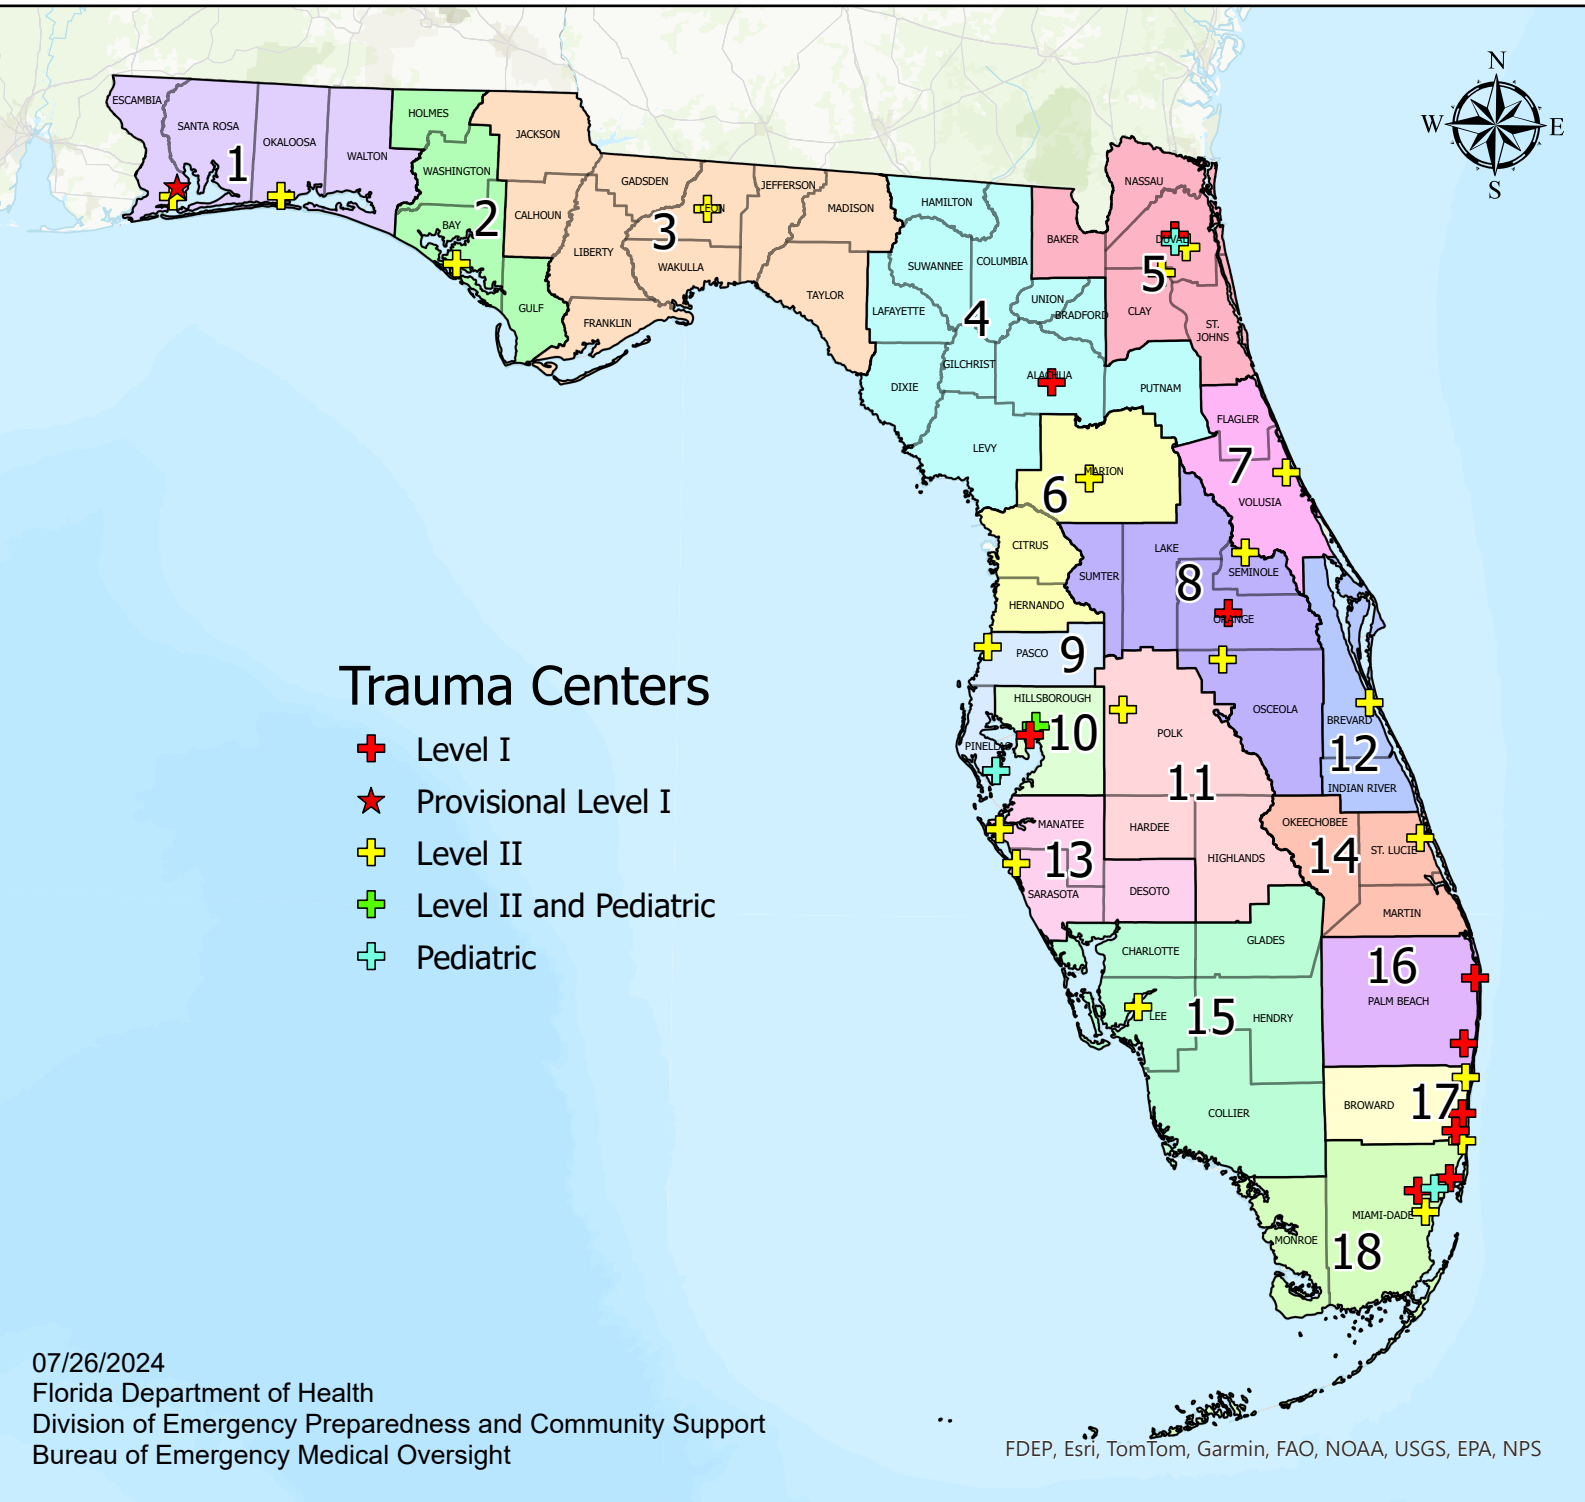 N
W
E
S
ESCAMBIA
SANTA ROSA
OKALOOSA
WALTON
1
HOLMES
WASHINGTON
BAY
2
GULF
JACKSON
CALHOUN
GADSDEN
LIBERTY
LEON
3
WAKULLA
FRANKLIN
JEFFERSON
MADISON
TAYLOR
HAMILTON
SUWANNEE
COLUMBIA
LAFAYETTE
UNION
BRADFORD
4
GILCHRIST
DIXIE
ALACHUA
PUTNAM
LEVY
BAKER
NASSAU
DUVAL
5
CLAY
ST.
JOHNS
MARION
6
CITRUS
HERNANDO
FLAGLER
7
VOLUSIA
LAKE
SUMTER
8
SEMINOLE
ORANGE
OSCEOLA
PASCO
9
PINELLAS
HILLSBOROUGH
10
POLK
11
HARDEE
HIGHLANDS
BREVARD
12
INDIAN RIVER
MANATEE
13
SARASOTA
DESOTO
OKEECHOBEE
14
ST. LUCIE
MARTIN
CHARLOTTE
GLADES
LEE
15
HENDRY
COLLIER
16
PALM BEACH
BROWARD
17
MIAMI-DADE
MONROE
18
Trauma Centers
Level I
Provisional Level I
Level II
Level II and Pediatric
Pediatric
07/26/2024
Florida Department of Health
Division of Emergency Preparedness and Community Support
Bureau of Emergency Medical Oversight
FDEP, Esri, TomTom, Garmin, FAO, NOAA, USGS, EPA, NPS